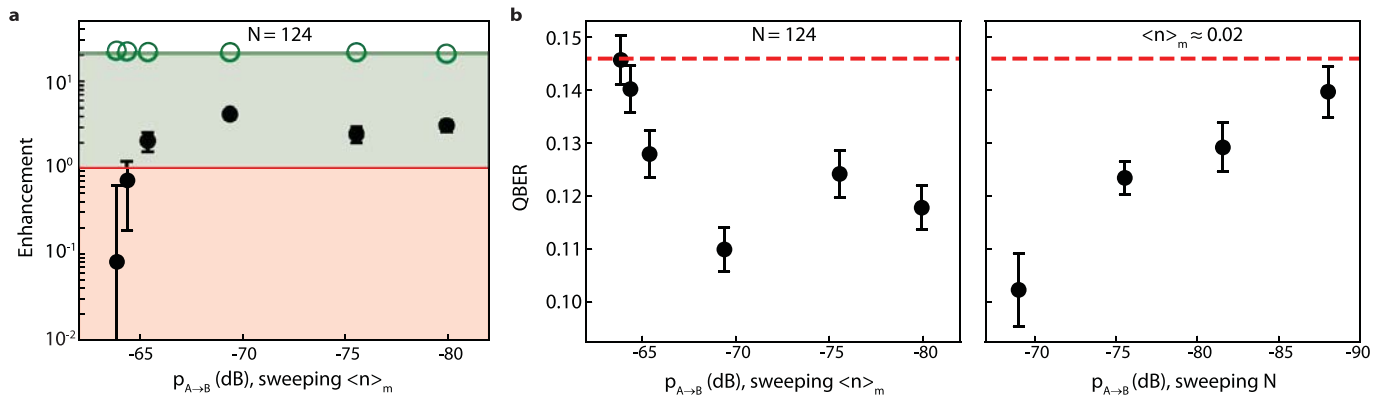 a
N = 124
Enhancement
10¹
10⁰
10⁻¹
10⁻²
-65
-70
-75
-80
p_A→B (dB), sweeping <n>_m
b
N = 124
QBER
0.15
0.14
0.13
0.12
0.11
0.10
-65
-70
-75
-80
p_A→B (dB), sweeping <n>_m
<n>_m ≈ 0.02
-70
-75
-80
-85
-90
p_A→B (dB), sweeping N